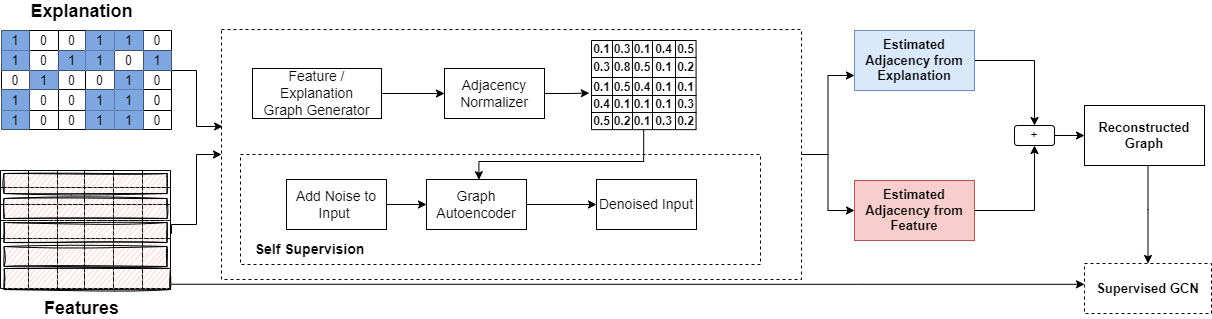 Explanation
1 0 0 1 1 0
1 0 1 1 0 1
0 1 0 0 1 0
1 0 0 1 1 0
1 0 0 1 1 0
Features
Feature /
Explanation
Graph Generator
Adjacency
Normalizer
0.1 0.3 0.1 0.4 0.5
0.3 0.8 0.5 0.1 0.2
0.1 0.5 0.4 0.1 0.1
0.4 0.1 0.1 0.1 0.3
0.5 0.2 0.1 0.3 0.2
Add Noise to
Input
Graph
Autoencoder
Denoised Input
Self Supervision
Estimated
Adjacency from
Explanation
Estimated
Adjacency from
Feature
+
Reconstructed
Graph
Supervised GCN